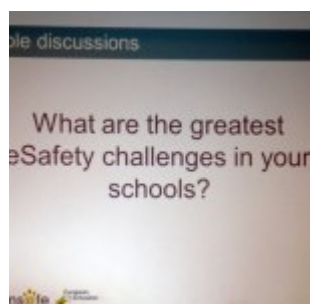 ble discussions
What are the greatest
eSafety challenges in your
schools?